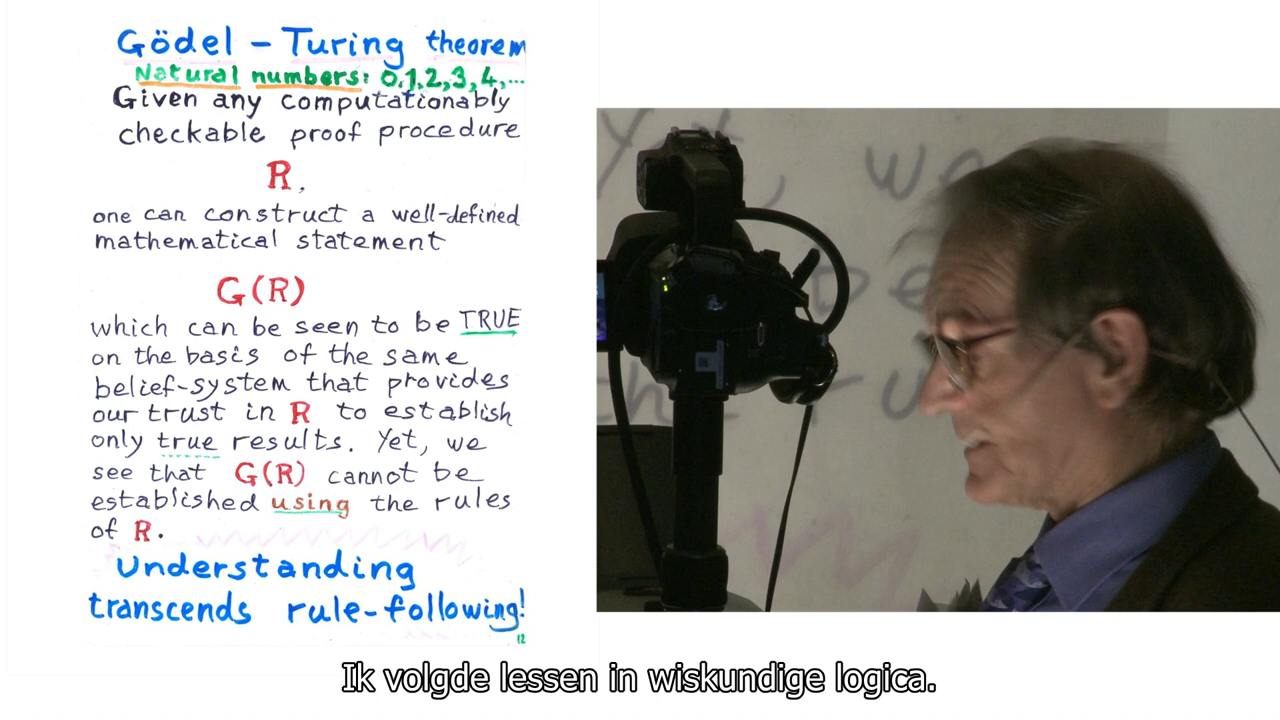 Gödel – Turing theorem
Natural numbers: 0,1,2,3,4,...
Given any computationably
checkable proof procedure
R,
one can construct a well-defined
mathematical statement
G(R)
which can be seen to be TRUE
on the basis of the same
belief-system that provides
our trust in R to establish
only true results. Yet, we
see that G(R) cannot be
established using the rules
of R.
Understanding
transcends rule-following!
12
Ik volgde lessen in wiskundige logica.